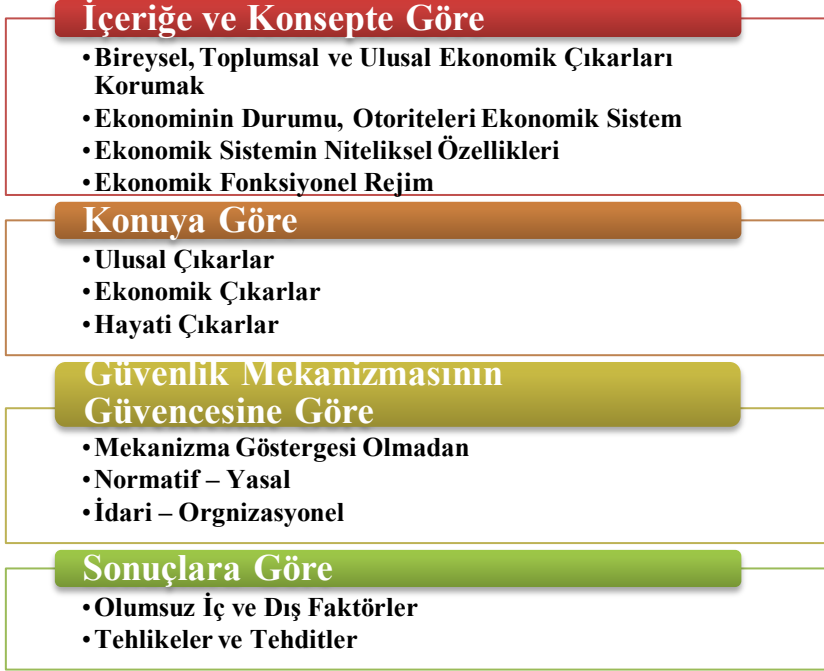 İçeriğe ve Konsepte Göre
•Bireysel, Toplumsal ve Ulusal Ekonomik Çıkarları
Korumak
•Ekonominin Durumu, Otoriteleri Ekonomik Sistem
•Ekonomik Sistemin Niteliksel Özellikleri
•Ekonomik Fonksiyonel Rejim
Konuya Göre
•Ulusal Çıkarlar
•Ekonomik Çıkarlar
•Hayati Çıkarlar
Güvenlik Mekanizmasının
Güvencesine Göre
•Mekanizma Göstergesi Olmadan
•Normatif – Yasal
•İdari – Orgnizasyonel
Sonuçlara Göre
•Olumsuz İç ve Dış Faktörler
•Tehlikeler ve Tehditler